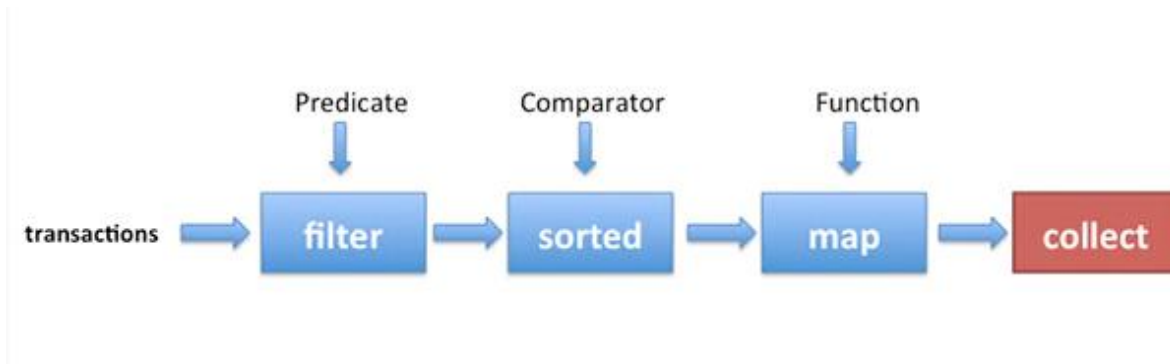 Predicate Comparator Function
transactions filter sorted map collect